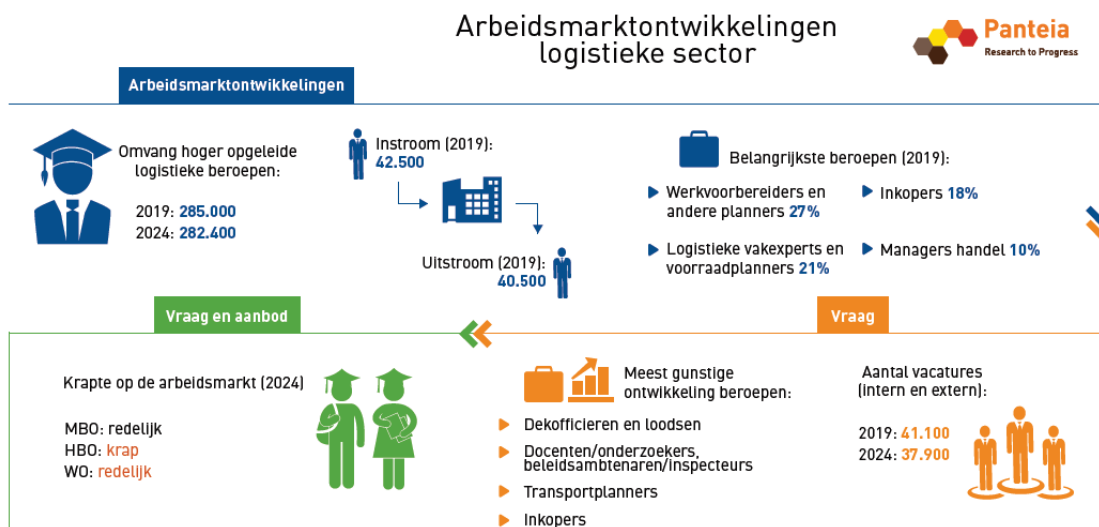 Arbeidsmarktontwikkelingen
logistieke sector
Panteia
Research to Progress
Arbeidsmarktontwikkelingen
Omvang hoger opgeleide
logistieke beroepen:
2019: 285.000
2024: 282.400
Instroom (2019):
42.500
Uitstroom (2019):
40.500
Belangrijkste beroepen (2019):
Werkvoorbereiders en
andere planners 27%
Logistieke vakexperts en
voorraadplanners 21%
Inkopers 18%
Managers handel 10%
Vraag en aanbod
Krapte op de arbeidsmarkt (2024)
MBO: redelijk
HBO: krap
WO: redelijk
Vraag
Meest gunstige
ontwikkeling beroepen:
Dekofficieren en loodsen
Docenten/onderzoekers,
beleidsambtenaren/inspecteurs
Transportplanners
Inkopers
Aantal vacatures
(intern en extern):
2019: 41.100
2024: 37.900